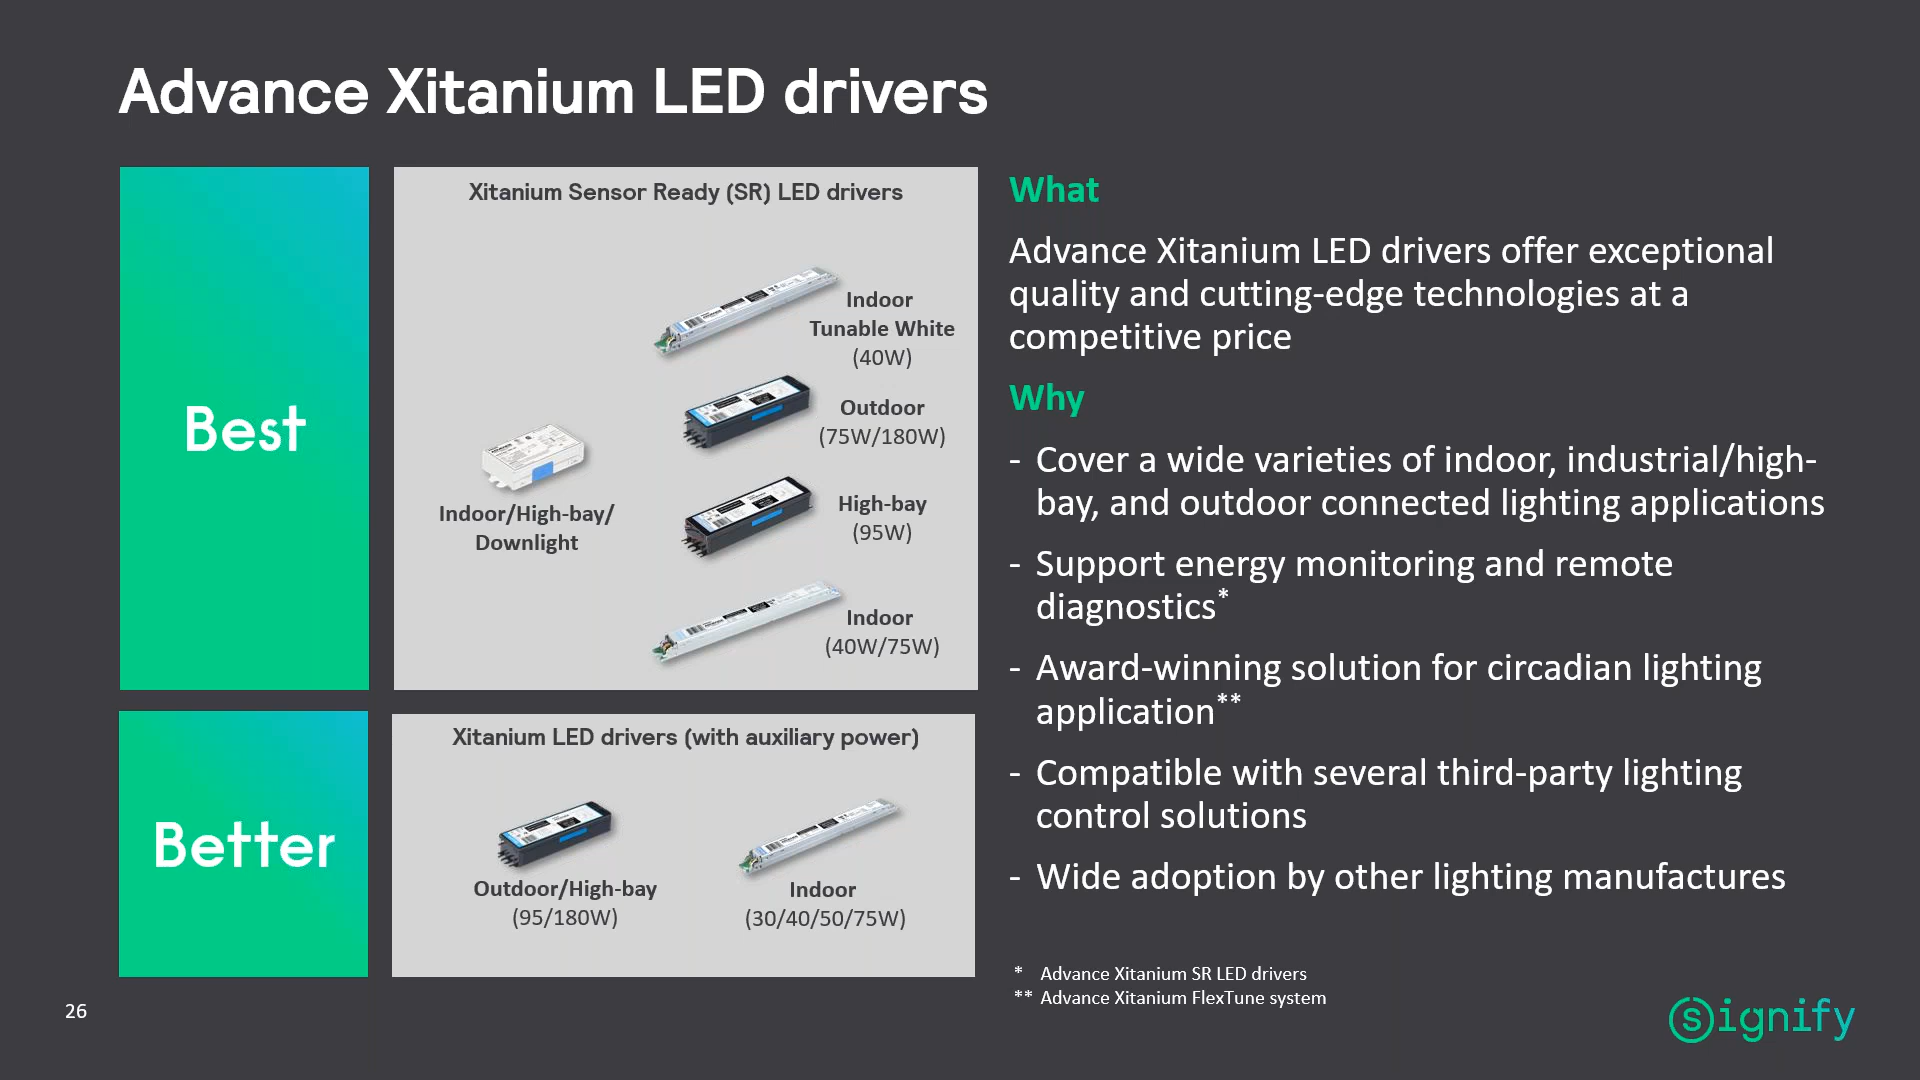 Advance Xitanium LED drivers
Best
Xitanium Sensor Ready (SR) LED drivers
Indoor
Tunable White
(40W)
Outdoor
(75W/180W)
Indoor/High-bay/
Downlight
High-bay
(95W)
Indoor
(40W/75W)
Better
Xitanium LED drivers (with auxiliary power)
Outdoor/High-bay
(95/180W)
Indoor
(30/40/50/75W)
What
Advance Xitanium LED drivers offer exceptional
quality and cutting-edge technologies at a
competitive price
Why
- Cover a wide varieties of indoor, industrial/high-
bay, and outdoor connected lighting applications
- Support energy monitoring and remote
diagnostics*
- Award-winning solution for circadian lighting
application**
- Compatible with several third-party lighting
control solutions
- Wide adoption by other lighting manufactures
* Advance Xitanium SR LED drivers
** Advance Xitanium FlexTune system
26
Signify